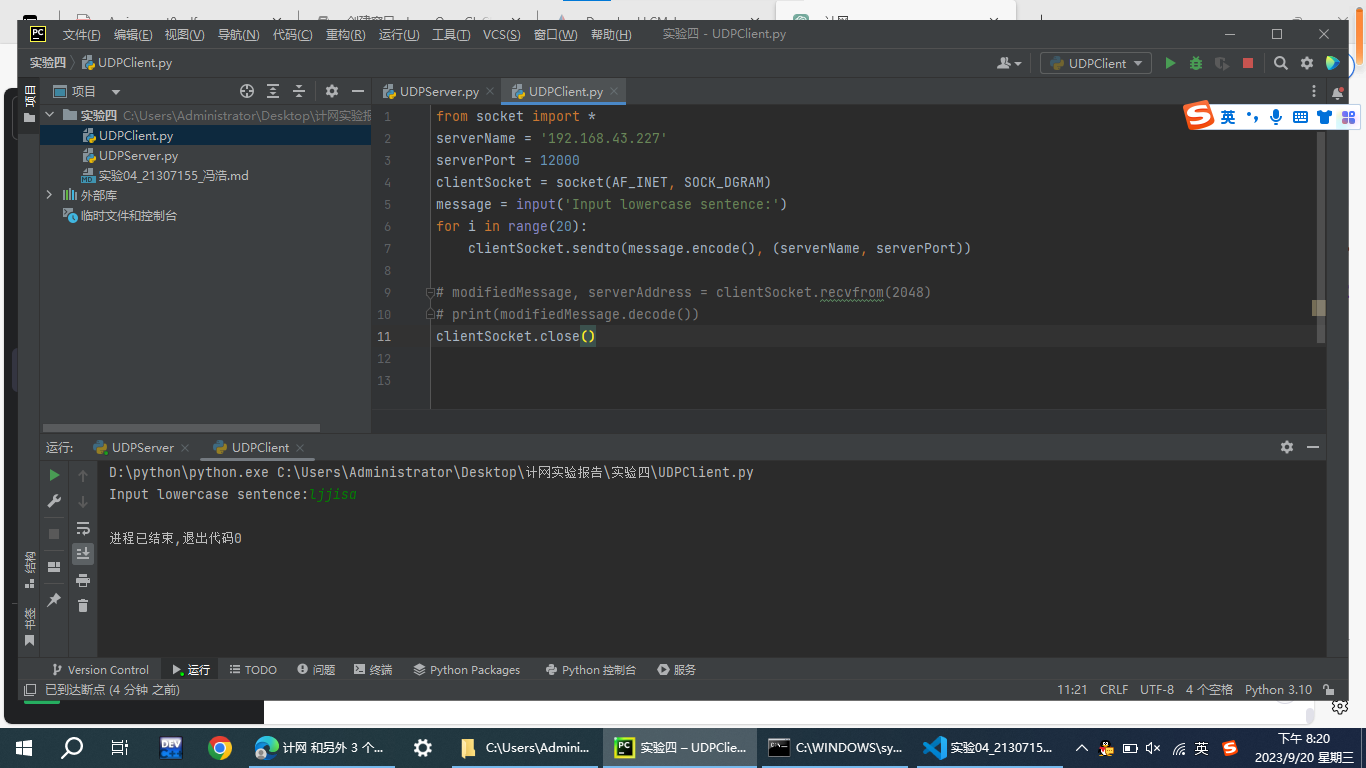 文件(F) 编辑(E) 视图(V) 导航(N) 代码(C) 重构(R) 运行(U) 工具(T) VCS(S) 窗口(W) 帮助(H) 实验四 - UDPClient.py
实验四 UDPClient.py UDPClient
项目
项目
UDPServer.py UDPClient.py
实验四 C:\Users\Administrator\Desktop\计网实验报
UDPClient.py
UDPServer.py
实验04_21307155_冯浩.md
外部库
临时文件和控制台
英
1 from socket import *
2 serverName = '192.168.43.227'
3 serverPort = 12000
4 clientSocket = socket(AF_INET, SOCK_DGRAM)
5 message = input('Input lowercase sentence:')
6 for i in range(20):
7 clientSocket.sendto(message.encode(), (serverName, serverPort))
8
9 # modifiedMessage, serverAddress = clientSocket.recvfrom(2048)
10 # print(modifiedMessage.decode())
11 clientSocket.close()
12
13
运行: UDPServer UDPClient
D:\python\python.exe C:\Users\Administrator\Desktop\计网实验报告\实验四\UDPClient.py
Input lowercase sentence:ljjisa
进程已结束,退出代码0
结构
书签
Version Control 运行 TODO 问题 终端 Python Packages Python 控制台 服务
已到达断点 (4 分钟 之前) 11:21 CRLF UTF-8 4 个空格 Python 3.10
DEV 计网 和另外 3 个... C:\Users\Admini... PC 实验四 – UDPClie... C:\WINDOWS\sy... 实验04_2130715... 英 下午 8:20
2023/9/20 星期三